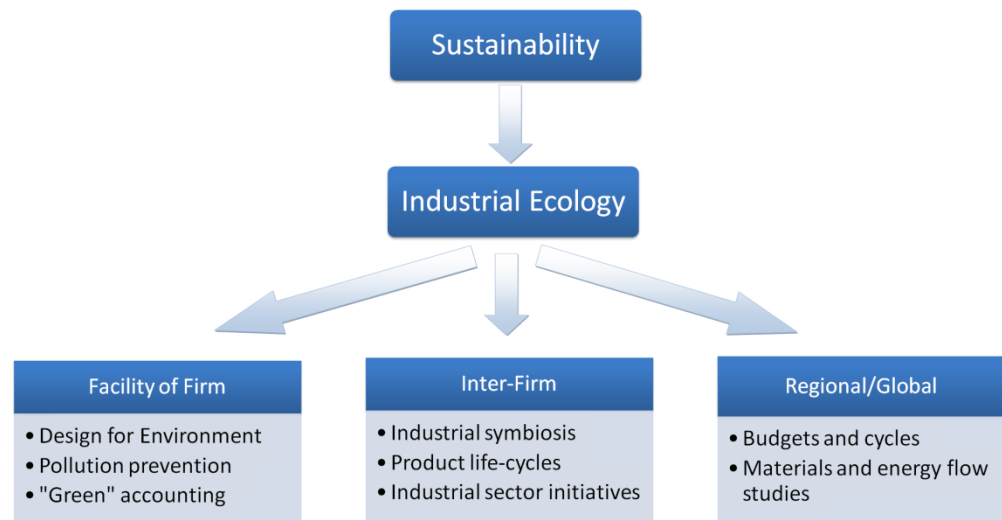 Sustainability
Industrial Ecology
Facility of Firm
• Design for Environment
• Pollution prevention
• "Green" accounting
Inter-Firm
• Industrial symbiosis
• Product life-cycles
• Industrial sector initiatives
Regional/Global
• Budgets and cycles
• Materials and energy flow
studies